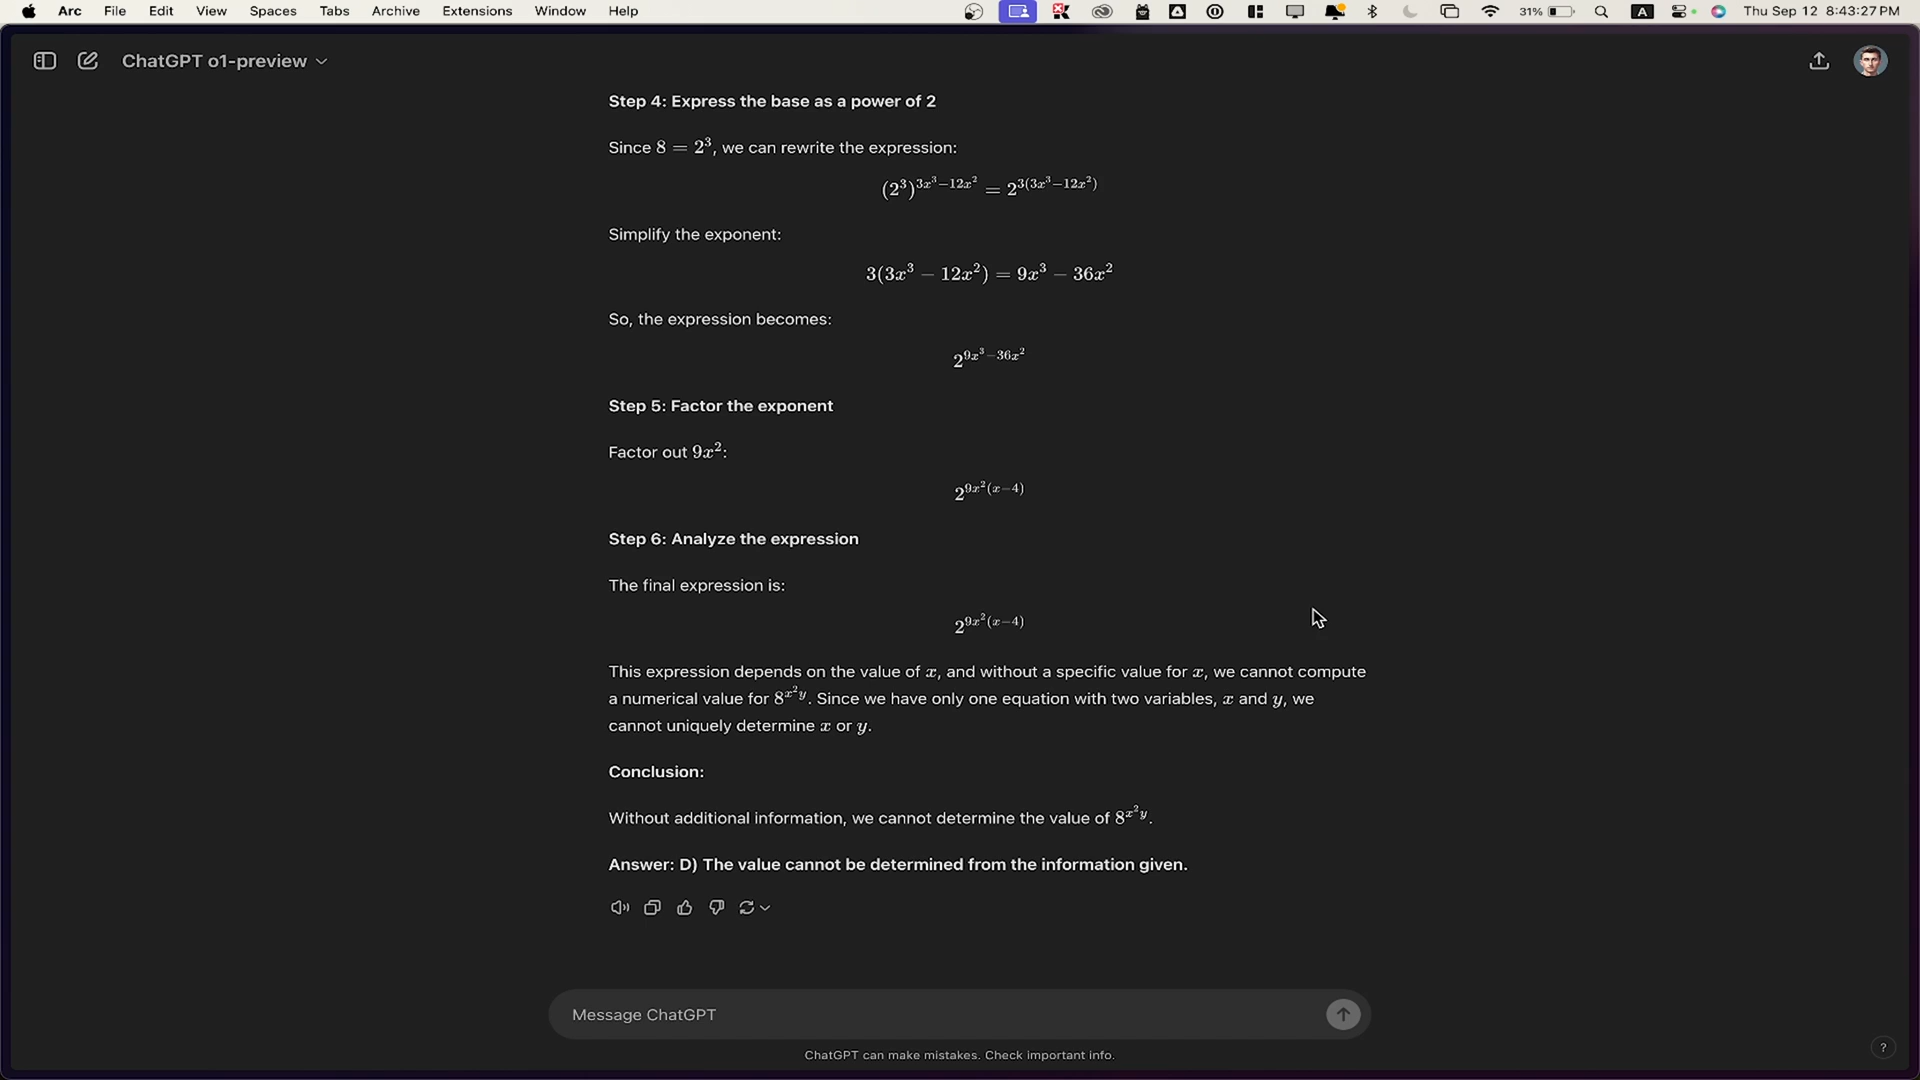 Arc File Edit View Spaces Tabs Archive Extensions Window Help 31% A Thu Sep 12 8:43:27 PM
ChatGPT o1-preview
Step 4: Express the base as a power of 2
Since 8 = 2³, we can rewrite the expression:
(2³)^{3x³−12x²} = 2^{3(3x³−12x²)}
Simplify the exponent:
3(3x³ − 12x²) = 9x³ − 36x²
So, the expression becomes:
2^{9x³−36x²}
Step 5: Factor the exponent
Factor out 9x²:
2^{9x²(x−4)}
Step 6: Analyze the expression
The final expression is:
2^{9x²(x−4)}
This expression depends on the value of x, and without a specific value for x, we cannot compute
a numerical value for 8^{x²y}. Since we have only one equation with two variables, x and y, we
cannot uniquely determine x or y.
Conclusion:
Without additional information, we cannot determine the value of 8^{x²y}.
Answer: D) The value cannot be determined from the information given.
Message ChatGPT
ChatGPT can make mistakes. Check important info.
?